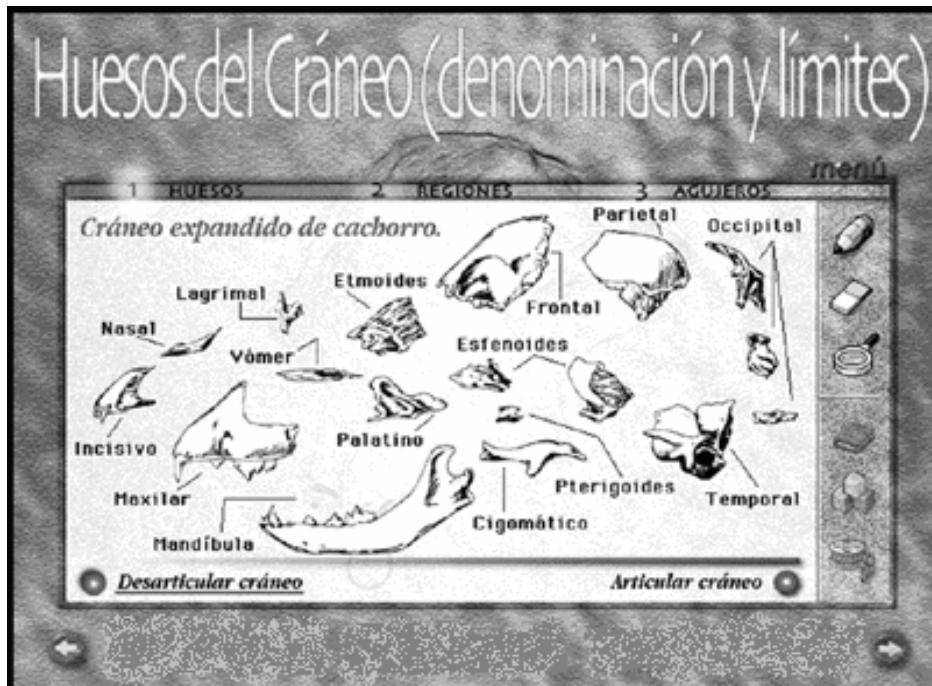 Huesos del Cráneo (denominación y límites)
menú
1 HUESOS 2 REGIONES 3 AGUJEROS
Cráneo expandido de cachorro.
Parietal
Occipital
Lagrimal
Etmoides
Frontal
Nasal
Vómer
Esfenoides
Incisivo
Palatino
Maxilar
Pterigoides
Temporal
Cigomático
Mandíbula
Desarticular cráneo
Articular cráneo